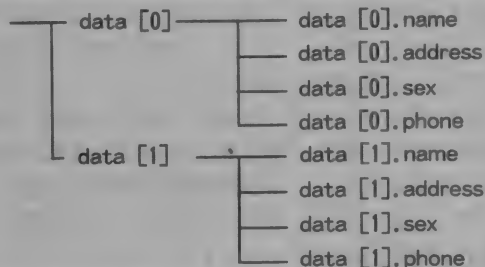 data [0] data [0].name
data [0].address
data [0].sex
data [0].phone
data [1] data [1].name
data [1].address
data [1].sex
data [1].phone